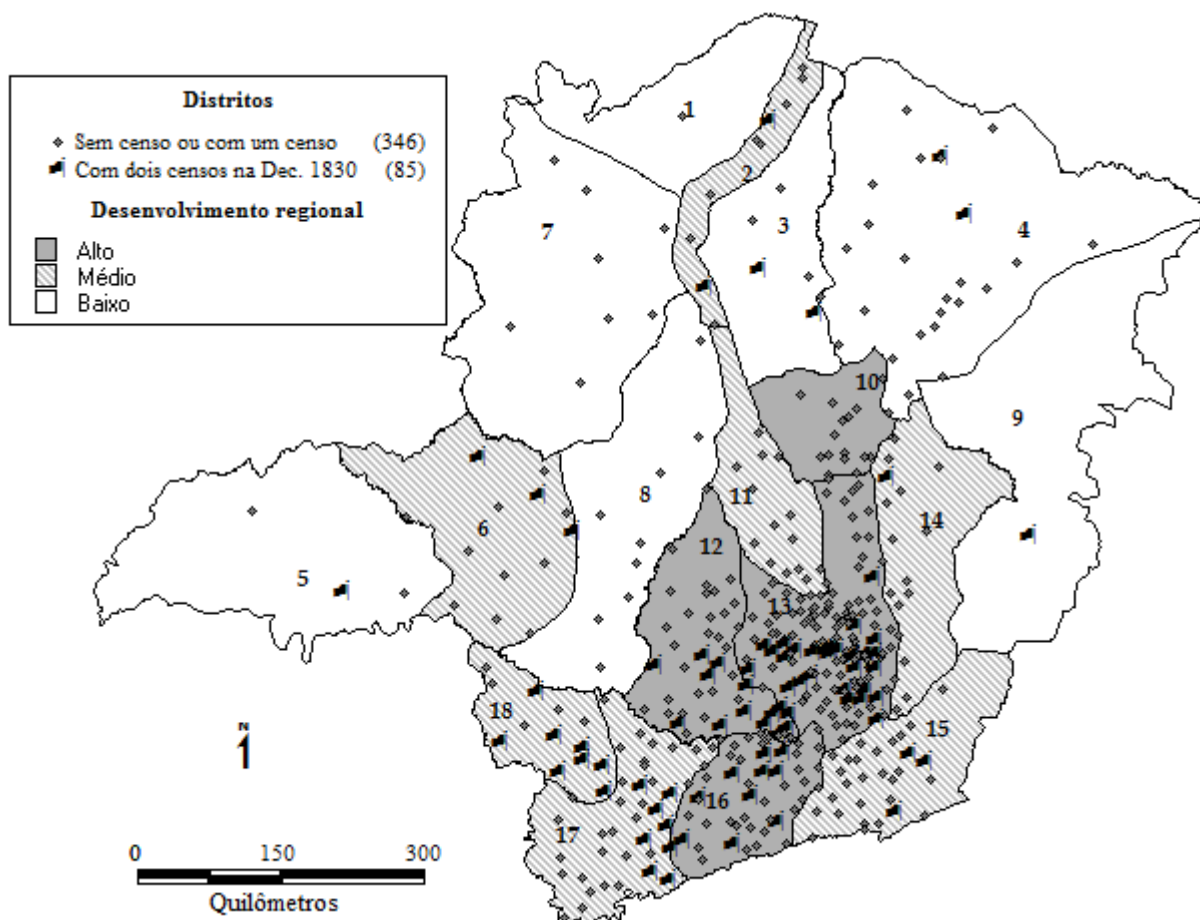 Distritos
Sem censo ou com um censo (346)
Com dois censos na Dec. 1830 (85)
Desenvolvimento regional
Alto
Médio
Baixo
1
2
3
4
7
10
9
8
11
6
14
12
5
13
18
15
16
17
N
0 150 300
Quilômetros